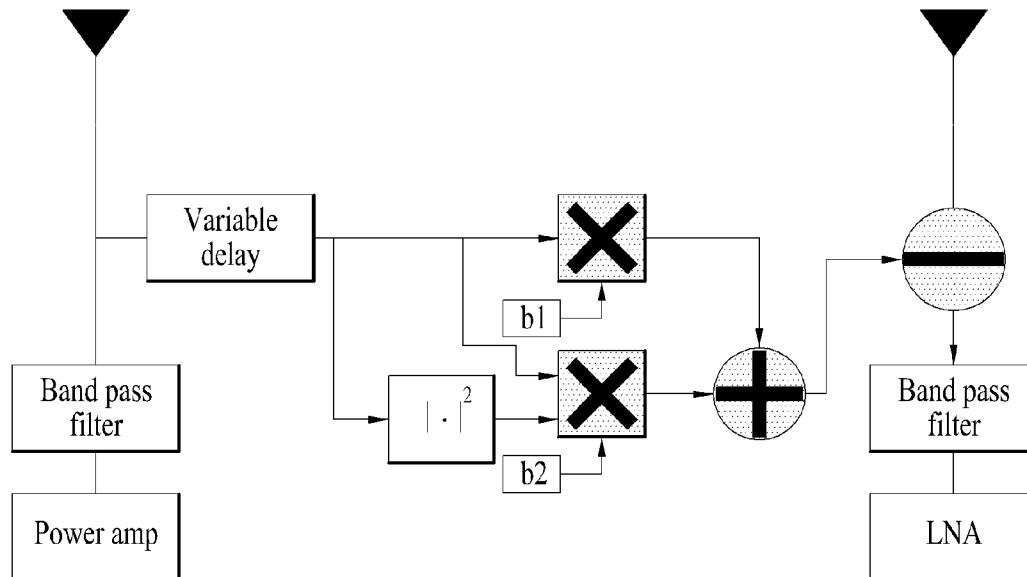 Variable
delay
b1
Band pass
filter
| · |²
b2
Band pass
filter
Power amp
LNA